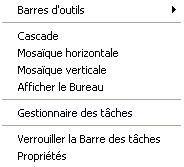 Barres d'outils
Cascade
Mosaïque horizontale
Mosaïque verticale
Afficher le Bureau
Gestionnaire des tâches
Verrouiller la Barre des tâches
Propriétés